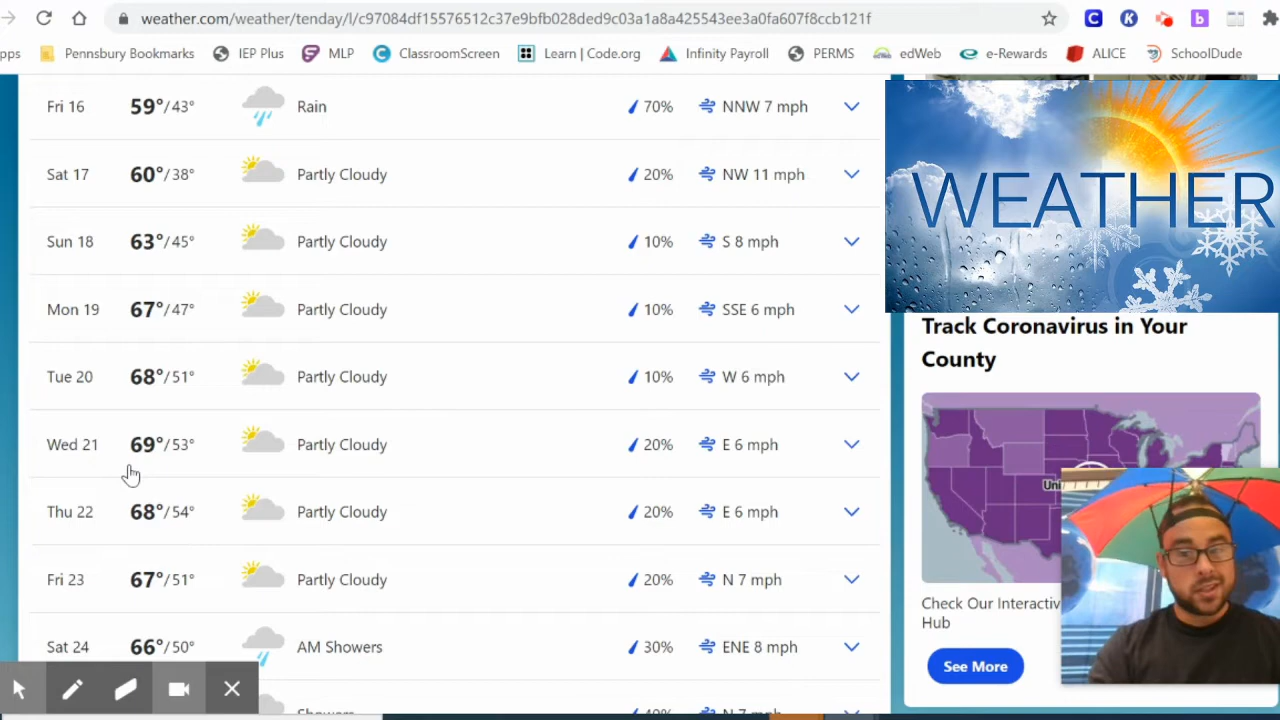 weather.com/weather/tenday/l/c97084df15576512c37e9bb028ded9c03a1a8a425543ee3a0fa607f8ccb121f
pps Pennsbury Bookmarks IEP Plus MLP ClassroomScreen Learn | Code.org Infinity Payroll PERMS edWeb e-Rewards ALICE SchoolDude
Fri 16 59°/43° Rain 70% NNW 7 mph
Sat 17 60°/38° Partly Cloudy 20% NW 11 mph
Sun 18 63°/45° Partly Cloudy 10% S 8 mph
Mon 19 67°/47° Partly Cloudy 10% SSE 6 mph
Tue 20 68°/51° Partly Cloudy 10% W 6 mph
Wed 21 69°/53° Partly Cloudy 20% E 6 mph
Thu 22 68°/54° Partly Cloudy 20% E 6 mph
Fri 23 67°/51° Partly Cloudy 20% N 7 mph
Sat 24 66°/50° AM Showers 30% ENE 8 mph
Showers 40% N 7 mph
WEATHER
Track Coronavirus in Your
County
Uni
Check Our Interactiv
Hub
See More